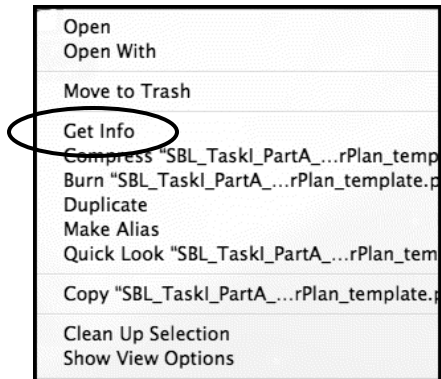 Open
Open With
Move to Trash
Get Info
Compress "SBL_TaskI_PartA_...rPlan_temp
Burn "SBL_TaskI_PartA_...rPlan_template.p
Duplicate
Make Alias
Quick Look "SBL_TaskI_PartA_...rPlan_tem
Copy "SBL_TaskI_PartA_...rPlan_template.p
Clean Up Selection
Show View Options